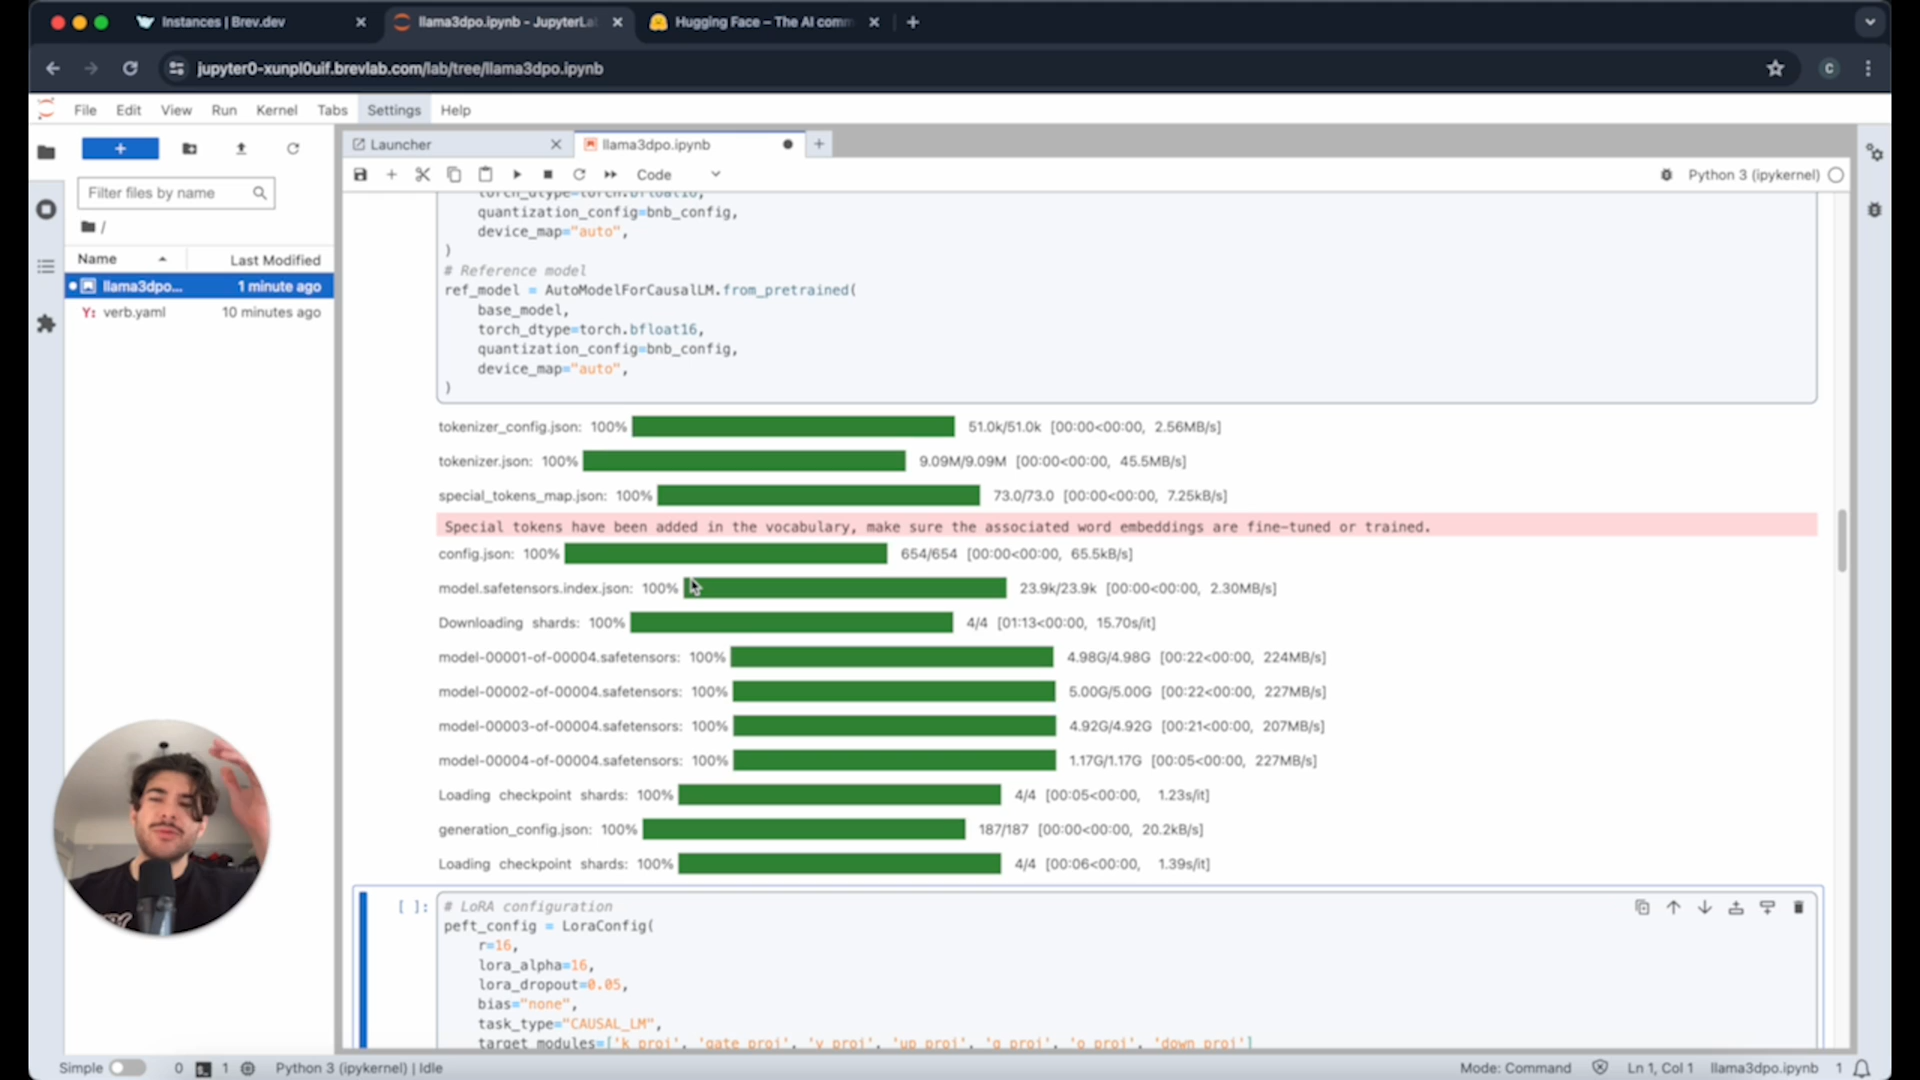 Instances | Brev.dev
llama3dpo.ipynb - JupyterLa
Hugging Face – The AI comm
jupyter0-xunpl0uif.brevlab.com/lab/tree/llama3dpo.ipynb
C
File Edit View Run Kernel Tabs Settings Help
Launcher
llama3dpo.ipynb
Code
Python 3 (ipykernel)
Filter files by name
/
Name Last Modified
llama3dpo... 1 minute ago
Y: verb.yaml 10 minutes ago
torch_dtype=torch.bfloat16,
quantization_config=bnb_config,
device_map="auto",
)
# Reference model
ref_model = AutoModelForCausalLM.from_pretrained(
base_model,
torch_dtype=torch.bfloat16,
quantization_config=bnb_config,
device_map="auto",
)
tokenizer_config.json: 100% 51.0k/51.0k [00:00<00:00, 2.56MB/s]
tokenizer.json: 100% 9.09M/9.09M [00:00<00:00, 45.5MB/s]
special_tokens_map.json: 100% 73.0/73.0 [00:00<00:00, 7.25kB/s]
Special tokens have been added in the vocabulary, make sure the associated word embeddings are fine-tuned or trained.
config.json: 100% 654/654 [00:00<00:00, 65.5kB/s]
model.safetensors.index.json: 100% 23.9k/23.9k [00:00<00:00, 2.30MB/s]
Downloading shards: 100% 4/4 [01:13<00:00, 15.70s/it]
model-00001-of-00004.safetensors: 100% 4.98G/4.98G [00:22<00:00, 224MB/s]
model-00002-of-00004.safetensors: 100% 5.00G/5.00G [00:22<00:00, 227MB/s]
model-00003-of-00004.safetensors: 100% 4.92G/4.92G [00:21<00:00, 207MB/s]
model-00004-of-00004.safetensors: 100% 1.17G/1.17G [00:05<00:00, 227MB/s]
Loading checkpoint shards: 100% 4/4 [00:05<00:00, 1.23s/it]
generation_config.json: 100% 187/187 [00:00<00:00, 20.2kB/s]
Loading checkpoint shards: 100% 4/4 [00:06<00:00, 1.39s/it]
[ ]: # LoRA configuration
peft_config = LoraConfig(
r=16,
lora_alpha=16,
lora_dropout=0.05,
bias="none",
task_type="CAUSAL_LM",
target_modules=['k_proj', 'gate_proj', 'v_proj', 'up_proj', 'q_proj', 'o_proj', 'down_proj']
Simple 0 1 Python 3 (ipykernel) | Idle Mode: Command Ln 1, Col 1 llama3dpo.ipynb 1